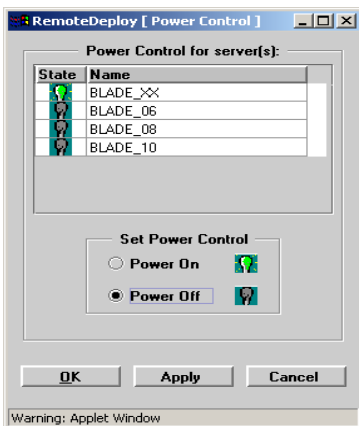 RemoteDeploy [ Power Control ]
Power Control for server(s):
State Name
BLADE_XX
BLADE_06
BLADE_08
BLADE_10
Set Power Control
Power On
Power Off
OK Apply Cancel
Warning: Applet Window